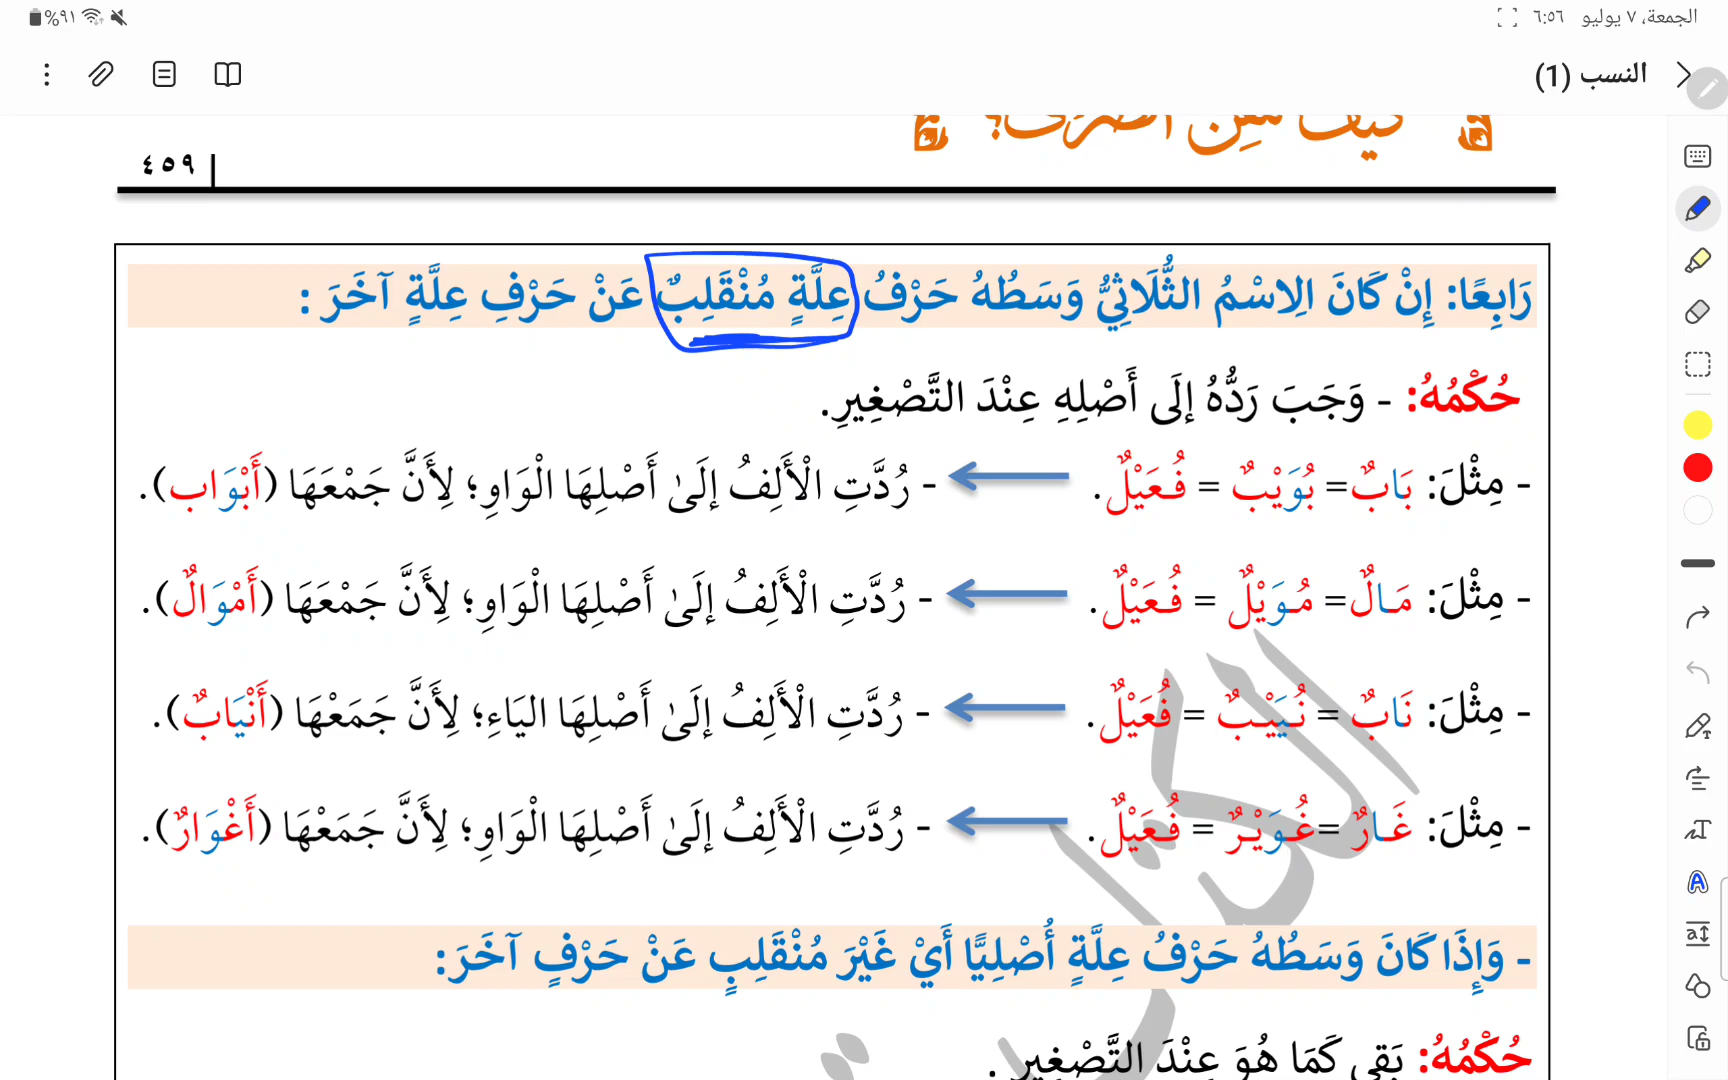 الجمعة، ٧ يوليو ٦:٥٦
٩١%
النسب (1)
٤٥٩
رَابِعًا: إِنْ كَانَ الِاسْمُ الثُّلَاثِيُّ وَسَطُهُ حَرْفُ عِلَّةٍ مُنْقَلِبٌ عَنْ حَرْفِ عِلَّةٍ آخَرَ :
حُكْمُهُ: - وَجَبَ رَدُّهُ إِلَى أَصْلِهِ عِنْدَ التَّصْغِيرِ.
- مِثْلَ: بَابٌ= بُوَيْبٌ = فُعَيْلٌ. - رُدَّتِ الْأَلِفُ إِلَىٰ أَصْلِهَا الْوَاوِ؛ لِأَنَّ جَمْعَهَا (أَبْوَاب).
- مِثْلَ: مَالٌ= مُوَيْلٌ = فُعَيْلٌ. - رُدَّتِ الْأَلِفُ إِلَىٰ أَصْلِهَا الْوَاوِ؛ لِأَنَّ جَمْعَهَا (أَمْوَالٌ).
- مِثْلَ: نَابٌ = نُيَيْبٌ = فُعَيْلٌ. - رُدَّتِ الْأَلِفُ إِلَىٰ أَصْلِهَا اليَاءِ؛ لِأَنَّ جَمَعْهَا (أَنْيَابٌ).
- مِثْلَ: غَارٌ =غُوَيْرٌ = فُعَيْلٌ. - رُدَّتِ الْأَلِفُ إِلَىٰ أَصْلِهَا الْوَاوِ؛ لِأَنَّ جَمَعْهَا (أَغْوَارٌ).
- وَإِذَا كَانَ وَسَطُهُ حَرْفُ عِلَّةٍ أُصْلِيًّا أَيْ غَيْرَ مُنْقَلِبٍ عَنْ حَرْفٍ آخَرَ:
حُكْمُهُ: بَقِي كَمَا هُوَ عِنْدَ التَّصْغِيرِ.